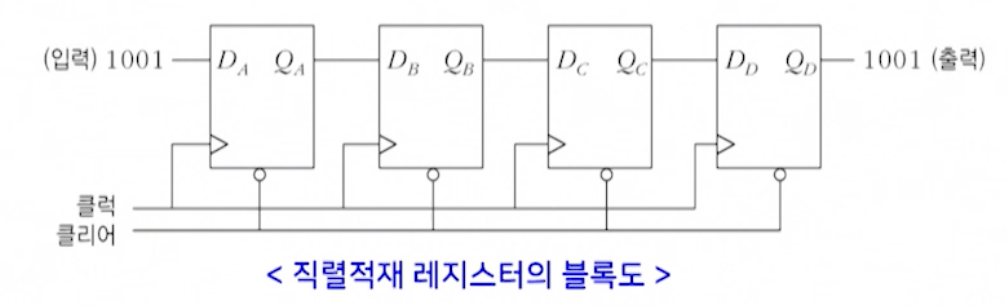 (입력) 1001 D_A Q_A D_B Q_B D_C Q_C D_D Q_D 1001 (출력)
클럭
클리어
< 직렬적재 레지스터의 블록도 >